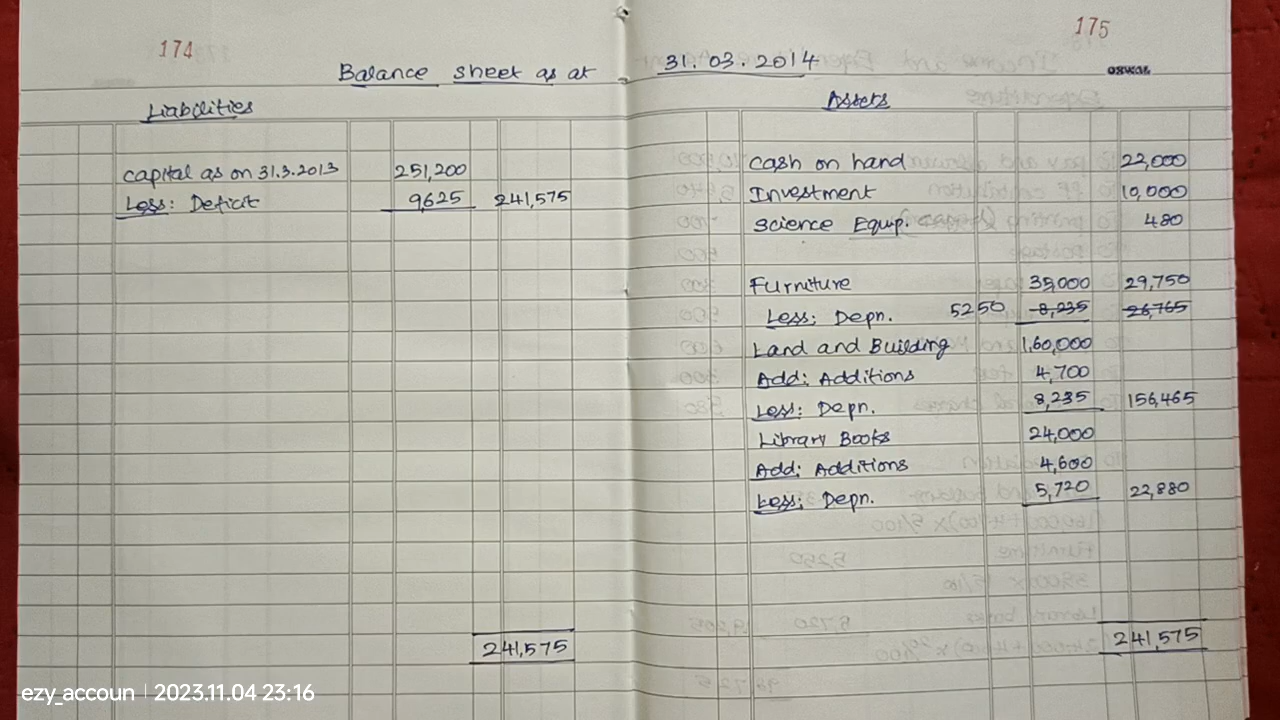 174
175
Balance sheet as at 31.03.2014
OSWAL
Liabilities
capital as on 31.3.2013 251,200
Less: Deficit 9,625 241,575
241,575
Assets
cash on hand 22,000
Investment 10,000
Science Equip. 480
Furniture 35,000 29,750
Less: Depn. 5250 8,235 26,765
Land and Building 1,60,000
Add: Additions 4,700
Less: Depn. 8,235 156,465
Library Books 24,000
Add: Additions 4,600
Less: Depn. 5,720 22,880
241,575
ezy_accoun | 2023.11.04 23:16